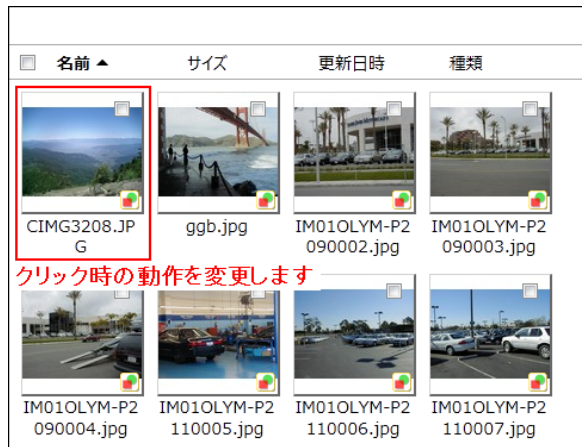 名前▲ サイズ 更新日時 種類
CIMG3208.JP
G
ggb.jpg
IM01OLYM-P2
090002.jpg
IM01OLYM-P2
090003.jpg
クリック時の動作を変更します
IM01OLYM-P2
090004.jpg
IM01OLYM-P2
110005.jpg
IM01OLYM-P2
110006.jpg
IM01OLYM-P2
110007.jpg